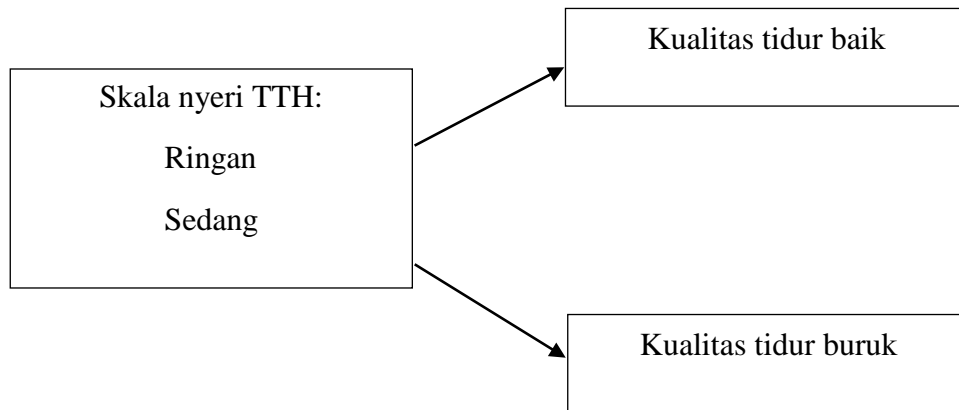 Skala nyeri TTH:
Ringan
Sedang
Kualitas tidur baik
Kualitas tidur buruk